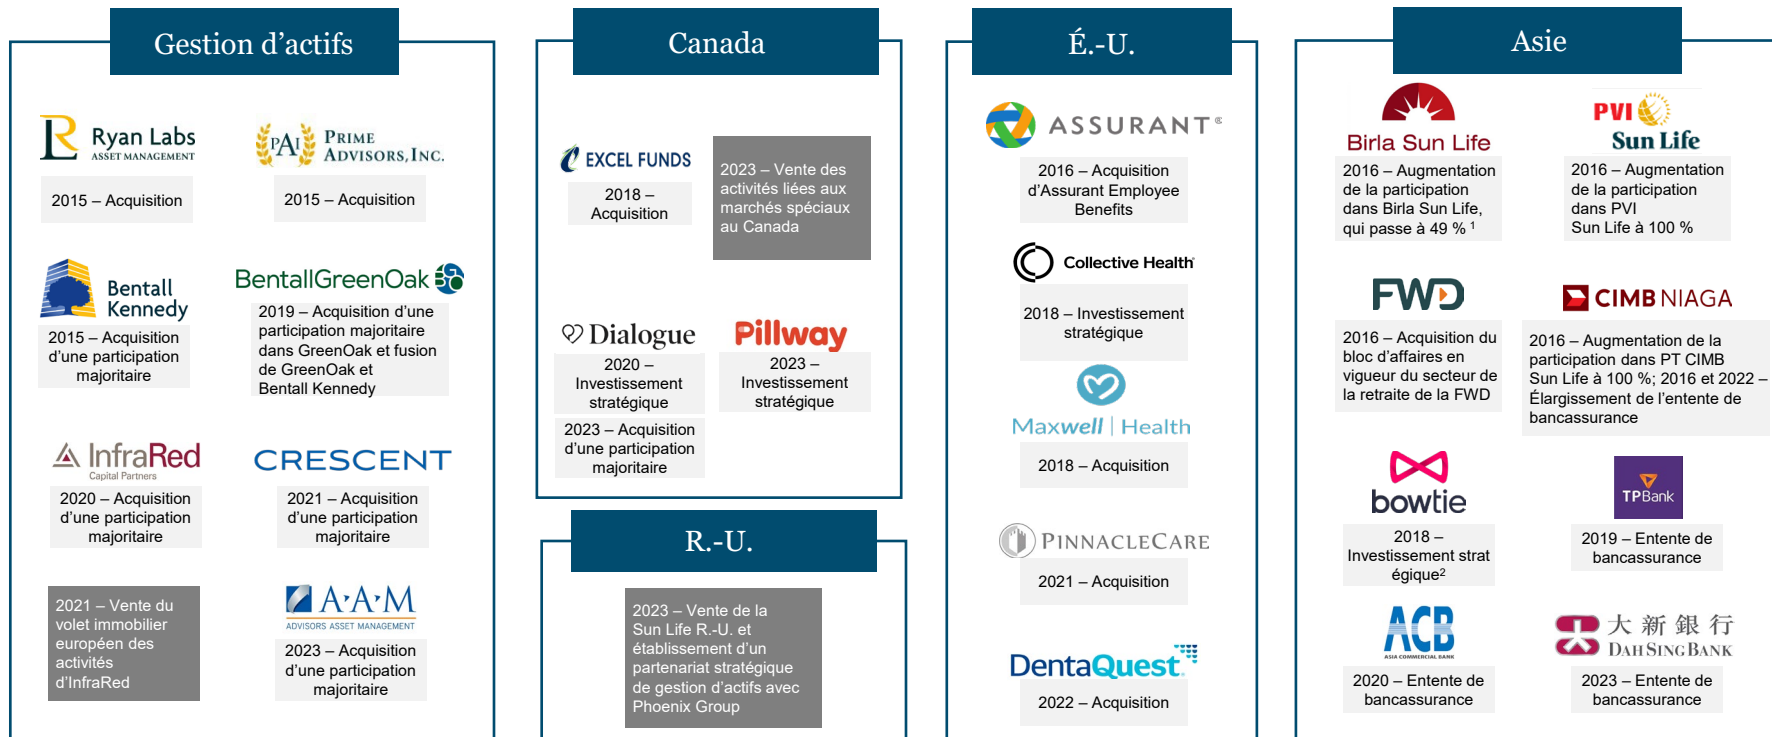 Gestion d’actifs
Ryan Labs
ASSET MANAGEMENT
2015 – Acquisition
PAI PRIME
ADVISORS, INC.
2015 – Acquisition
Bentall
Kennedy
2015 – Acquisition
d’une participation
majoritaire
BentallGreenOak
2019 – Acquisition d’une
participation majoritaire
dans GreenOak et fusion
de GreenOak et
Bentall Kennedy
InfraRed
Capital Partners
2020 – Acquisition
d’une participation
majoritaire
CRESCENT
2021 – Acquisition
d’une participation
majoritaire
2021 – Vente du
volet immobilier
européen des
activités
d’InfraRed
A·A·M
ADVISORS ASSET MANAGEMENT
2023 – Acquisition
d’une participation
majoritaire
Canada
EXCEL FUNDS
2018 –
Acquisition
2023 – Vente des
activités liées aux
marchés spéciaux
au Canada
Dialogue
2020 –
Investissement
stratégique
2023 – Acquisition
d’une participation
majoritaire
Pillway
2023 –
Investissement
stratégique
R.-U.
2023 – Vente de la
Sun Life R.-U. et
établissement d’un
partenariat stratégique
de gestion d’actifs avec
Phoenix Group
É.-U.
ASSURANT®
2016 – Acquisition
d’Assurant Employee
Benefits
Collective Health
2018 – Investissement
stratégique
Maxwell | Health
2018 – Acquisition
PINNACLECARE
2021 – Acquisition
DentaQuest
2022 – Acquisition
Asie
Birla Sun Life
2016 – Augmentation
de la participation
dans Birla Sun Life,
qui passe à 49 % ¹
PVI
Sun Life
2016 – Augmentation
de la participation
dans PVI
Sun Life à 100 %
FWD
2016 – Acquisition du
bloc d’affaires en
vigueur du secteur de
la retraite de la FWD
CIMB NIAGA
2016 – Augmentation de la
participation dans PT CIMB
Sun Life à 100 %; 2016 et 2022 –
Élargissement de l’entente de
bancassurance
bowtie
2018 –
Investissement strat
égique²
TPBank
2019 – Entente de
bancassurance
ACB
ASIA COMMERCIAL BANK
2020 – Entente de
bancassurance
大新銀行
DAH SING BANK
2023 – Entente de
bancassurance